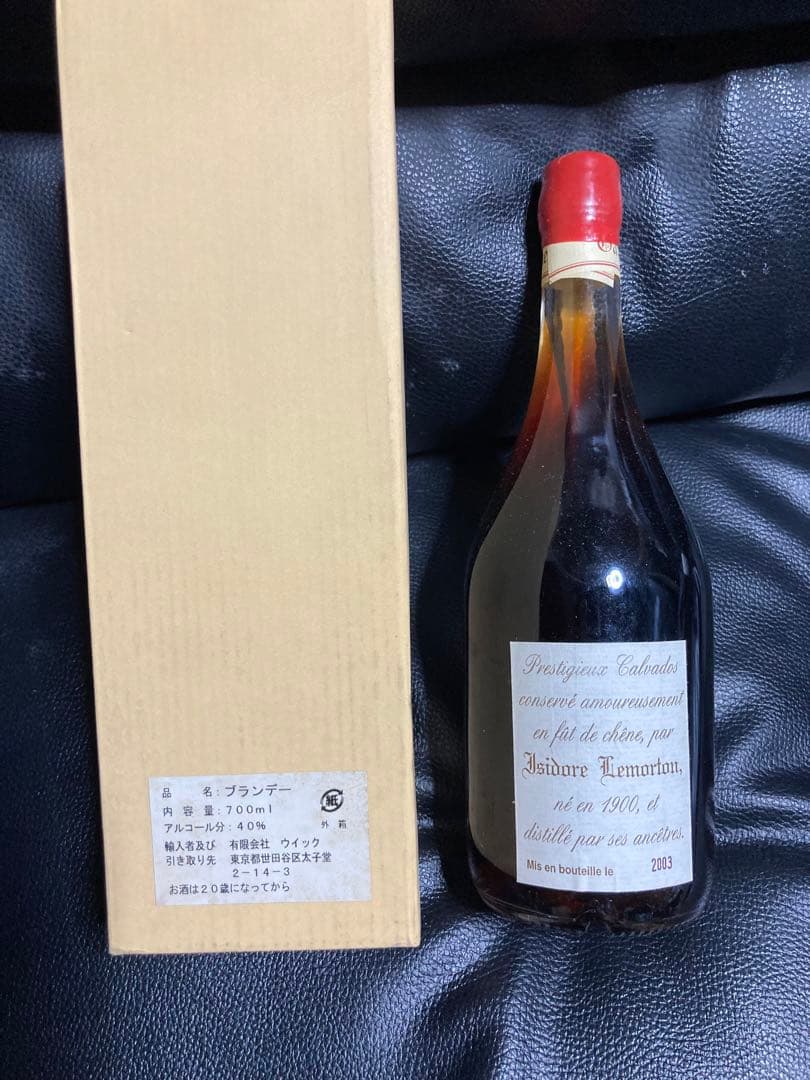 品 名：ブランデー
内 容 量：７００ｍｌ
アルコール分：４０％
紙
外 箱
輸入者及び 有限会社 ウイック
引き取り先 東京都世田谷区太子堂
２－１４－３
お酒は２０歳になってから
Prestigieux Calvados
conservé amoureusement
en fût de chêne, par
Isidore Lemorton,
né en 1900, et
distillé par ses ancêtres.
Mis en bouteille le 2003